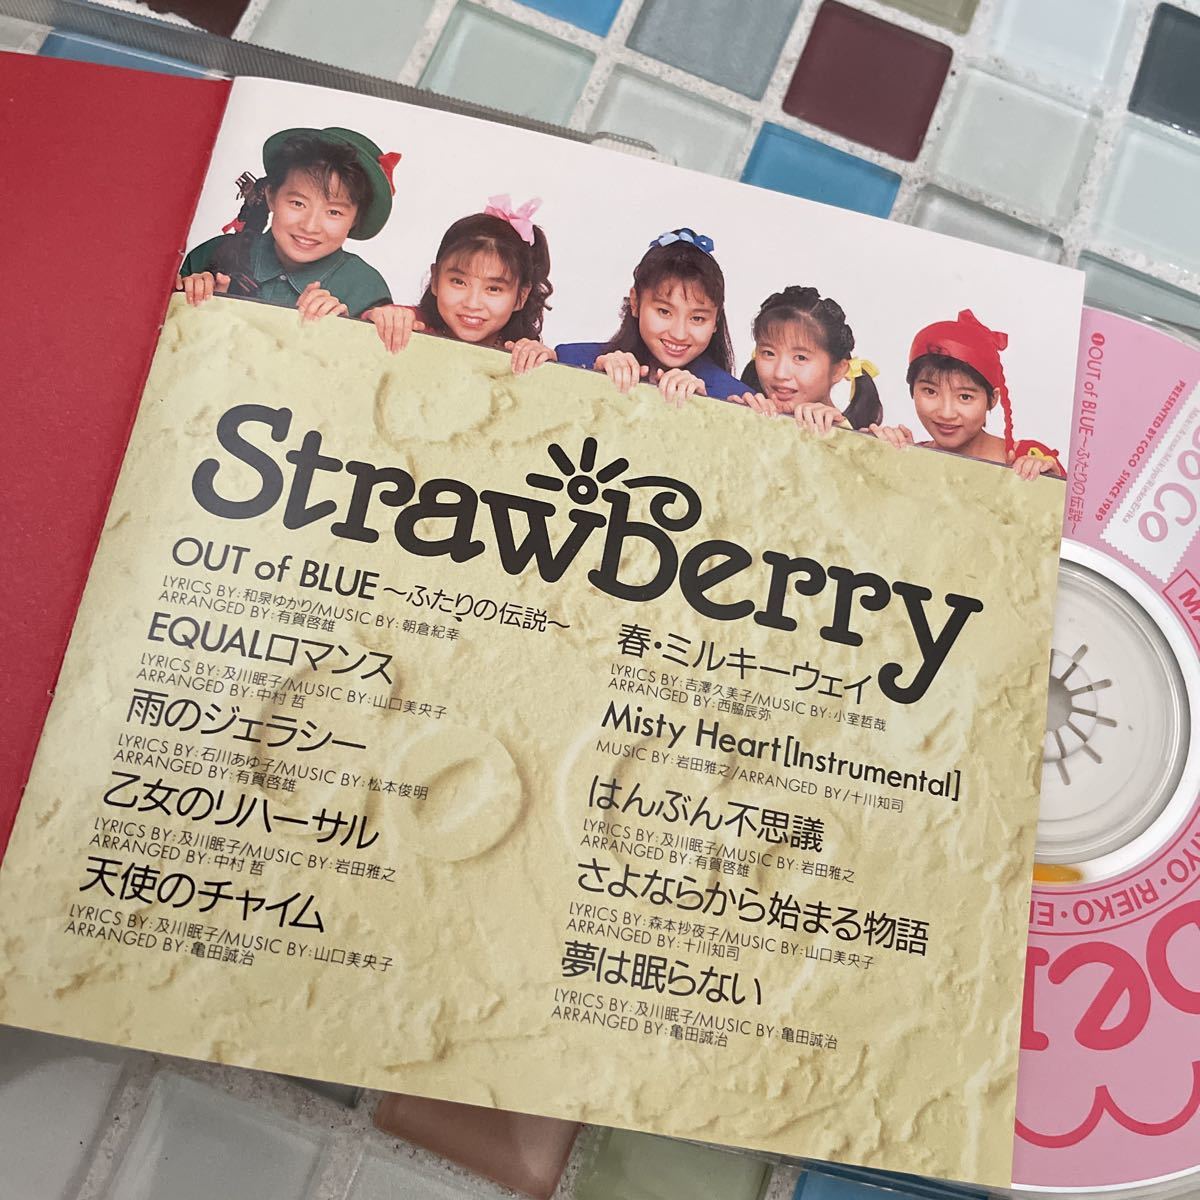 Strawberry
OUT of BLUE～ふたりの伝説～
LYRICS BY:和泉ゆかり/MUSIC BY:朝倉紀幸
ARRANGED BY:有賀啓雄
EQUALロマンス
LYRICS BY:及川眠子/MUSIC BY:山口美央子
ARRANGED BY:中村 哲
雨のジェラシー
LYRICS BY:石川あゆ子/MUSIC BY:松本俊明
ARRANGED BY:有賀啓雄
乙女のリハーサル
LYRICS BY:及川眠子/MUSIC BY:岩田雅之
ARRANGED BY:中村 哲
天使のチャイム
LYRICS BY:及川眠子/MUSIC BY:山口美央子
ARRANGED BY:亀田誠治
春・ミルキーウェイ
LYRICS BY:吉澤久美子/MUSIC BY:小室哲哉
ARRANGED BY:西脇辰弥
Misty Heart[Instrumental]
MUSIC BY:岩田雅之/ARRANGED BY/十川知司
はんぶん不思議
LYRICS BY:及川眠子/MUSIC BY:岩田雅之
ARRANGED BY:有賀啓雄
さよならから始まる物語
LYRICS BY:森本抄夜子/MUSIC BY:山口美央子
ARRANGED BY:十川知司
夢は眠らない
LYRICS BY:及川眠子/MUSIC BY:亀田誠治
ARRANGED BY:亀田誠治
❶OUT of BLUE～ふたりの伝説～
PRESENTED BY COCO SINCE 1989
Co
RIEKO